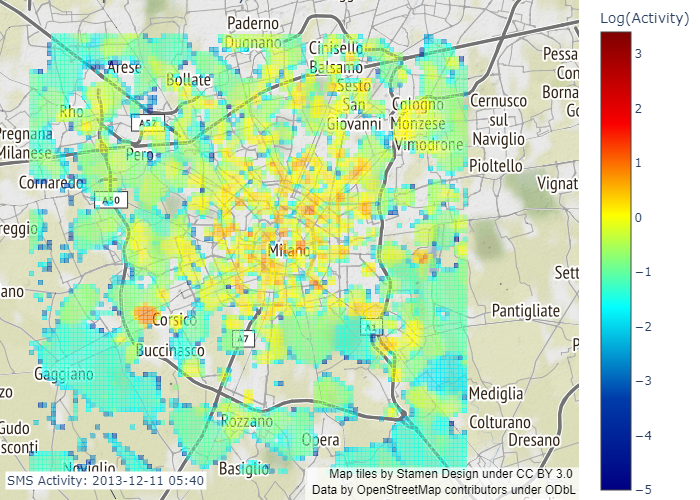 Log(Activity)
3
2
1
0
−1
−2
−3
−4
−5
Paderno
Dugnano
Cinisello
Balsamo
Arese
Bollate
Sesto
San
Giovanni
Cologno
Monzese
Vimodrone
Cernusco
sul
Naviglio
Pessa
Con
Borna
Go
Rho
A52
Pregnana
Milanese
Pero
Pioltello
Cornaredo
Vignat
A50
reggio
Milano
Sett
ano
Corsico
A1
Pantigliate
A7
Buccinasco
P
Gaggiano
zo
Mediglia
Rozzano
Colturano
Gudo
sconti
Opera
Dresano
Noviglio
Basiglio
SMS Activity: 2013-12-11 05:40
Map tiles by Stamen Design under CC BY 3.0
Data by OpenStreetMap contributors under ODbL